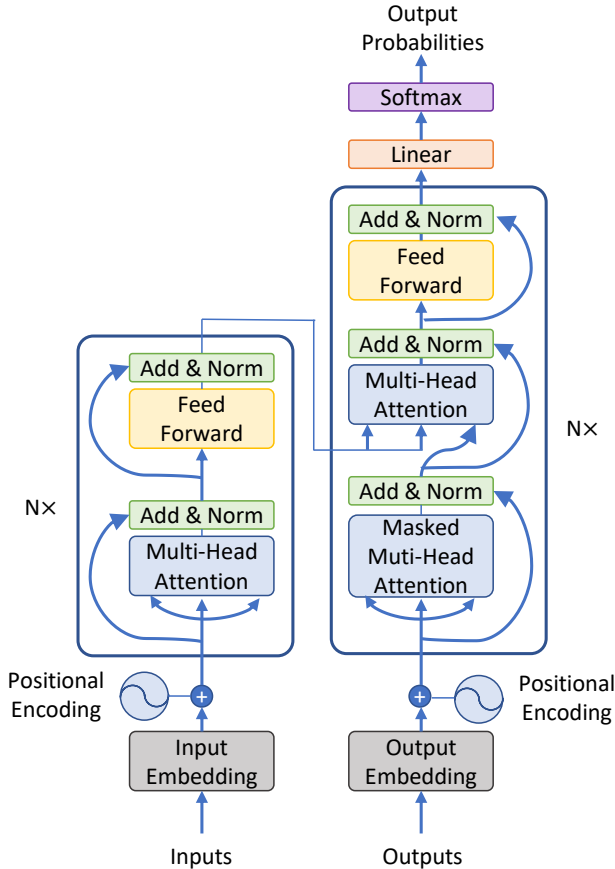 Output
Probabilities
Softmax
Linear
Add & Norm
Feed
Forward
Add & Norm
Multi-Head
Attention
Add & Norm
Masked
Muti-Head
Attention
N×
Positional
Encoding
Output
Embedding
Outputs
Add & Norm
Feed
Forward
Add & Norm
Multi-Head
Attention
N×
Positional
Encoding
+
+
Input
Embedding
Inputs